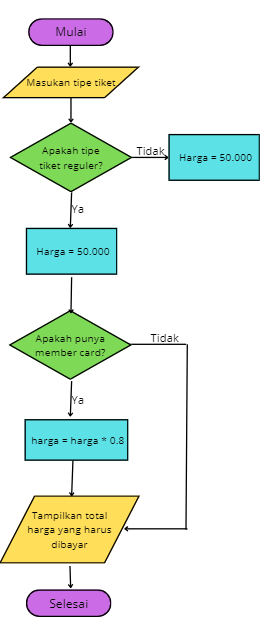 Mulai
Masukan tipe tiket
Apakah tipe
tiket reguler?
Tidak
Harga = 50.000
Ya
Harga = 50.000
Apakah punya
member card?
Tidak
Ya
harga = harga * 0.8
Tampilkan total
harga yang harus
dibayar
Selesai